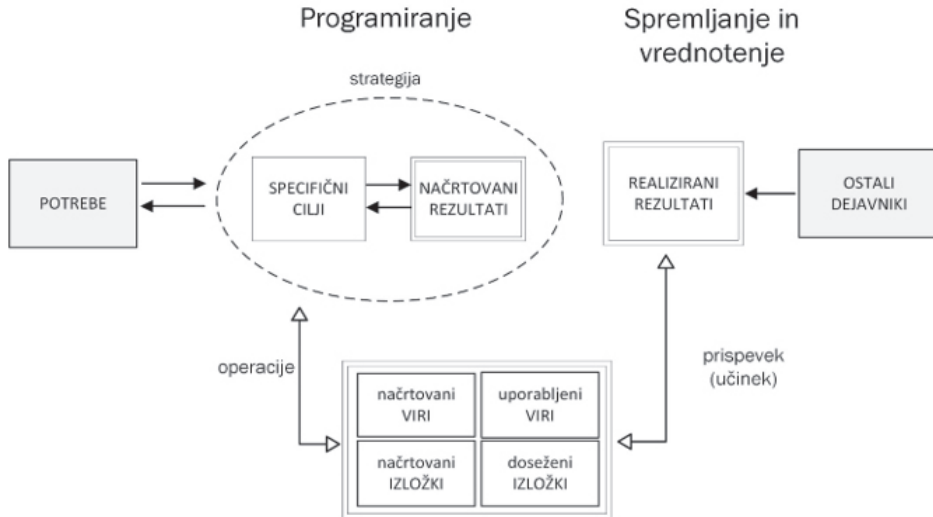 Programiranje
Spremljanje in
vrednotenje
strategija
POTREBE
SPECIFIČNI
CILJI
NAČRTOVANI
REZULTATI
REALIZIRANI
REZULTATI
OSTALI
DEJAVNIKI
operacije
prispevek
(učinek)
načrtovani
VIRI
uporabljeni
VIRI
načrtovani
IZLOŽKI
doseženi
IZLOŽKI